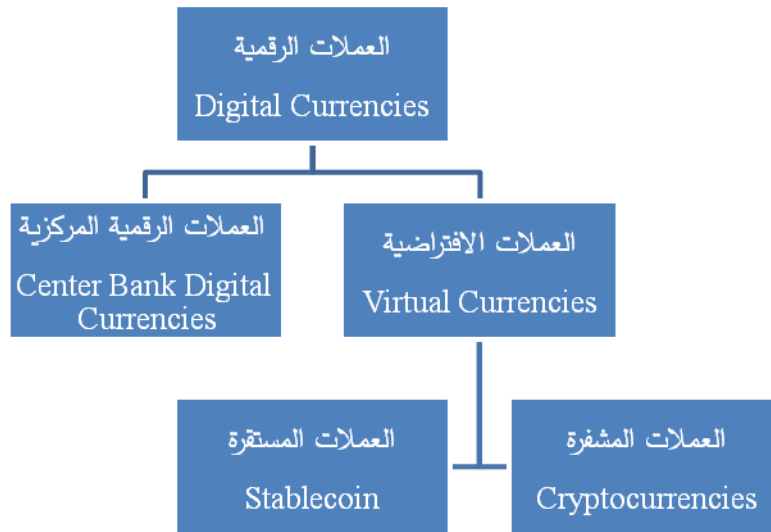 العملات الرقمية
Digital Currencies
العملات الافتراضية
Virtual Currencies
العملات الرقمية المركزية
Center Bank Digital
Currencies
العملات المشفرة
Cryptocurrencies
العملات المستقرة
Stablecoin